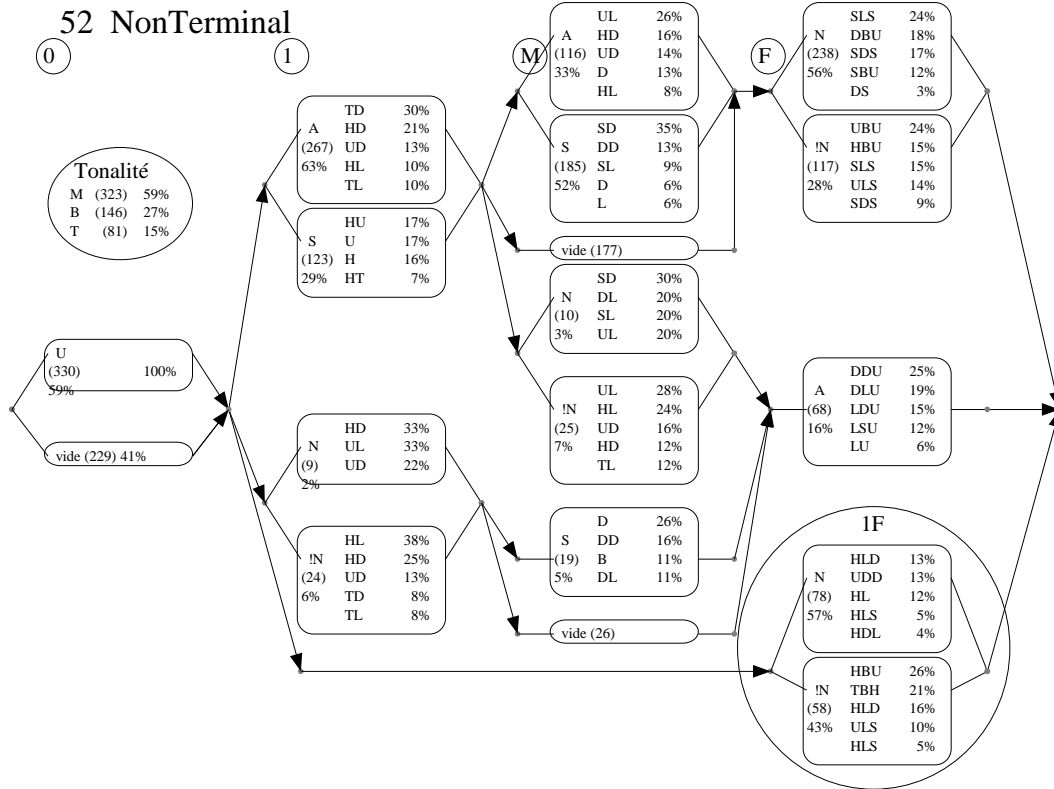 52 NonTerminal
0
1
M
F
Tonalité
M (323) 59%
B (146) 27%
T (81) 15%
U
(330) 100%
59%
vide (229) 41%
TD 30%
A HD 21%
(267) UD 13%
63% HL 10%
TL 10%
HU 17%
S U 17%
(123) H 16%
29% HT 7%
HD 33%
N UL 33%
(9) UD 22%
2%
HL 38%
!N HD 25%
(24) UD 13%
6% TD 8%
TL 8%
UL 26%
A HD 16%
(116) UD 14%
33% D 13%
HL 8%
SD 35%
S DD 13%
(185) SL 9%
52% D 6%
L 6%
vide (177)
SD 30%
N DL 20%
(10) SL 20%
3% UL 20%
UL 28%
!N HL 24%
(25) UD 16%
7% HD 12%
TL 12%
D 26%
S DD 16%
(19) B 11%
5% DL 11%
vide (26)
SLS 24%
N DBU 18%
(238) SDS 17%
56% SBU 12%
DS 3%
UBU 24%
!N HBU 15%
(117) SLS 15%
28% ULS 14%
SDS 9%
DDU 25%
A DLU 19%
(68) LDU 15%
16% LSU 12%
LU 6%
1F
HLD 13%
N UDD 13%
(78) HL 12%
57% HLS 5%
HDL 4%
HBU 26%
!N TBH 21%
(58) HLD 16%
43% ULS 10%
HLS 5%